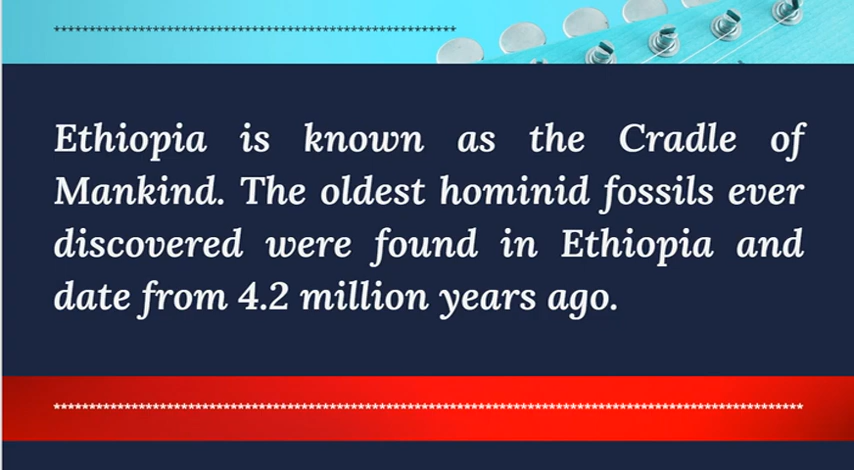 Ethiopia is known as the Cradle of
Mankind. The oldest hominid fossils ever
discovered were found in Ethiopia and
date from 4.2 million years ago.